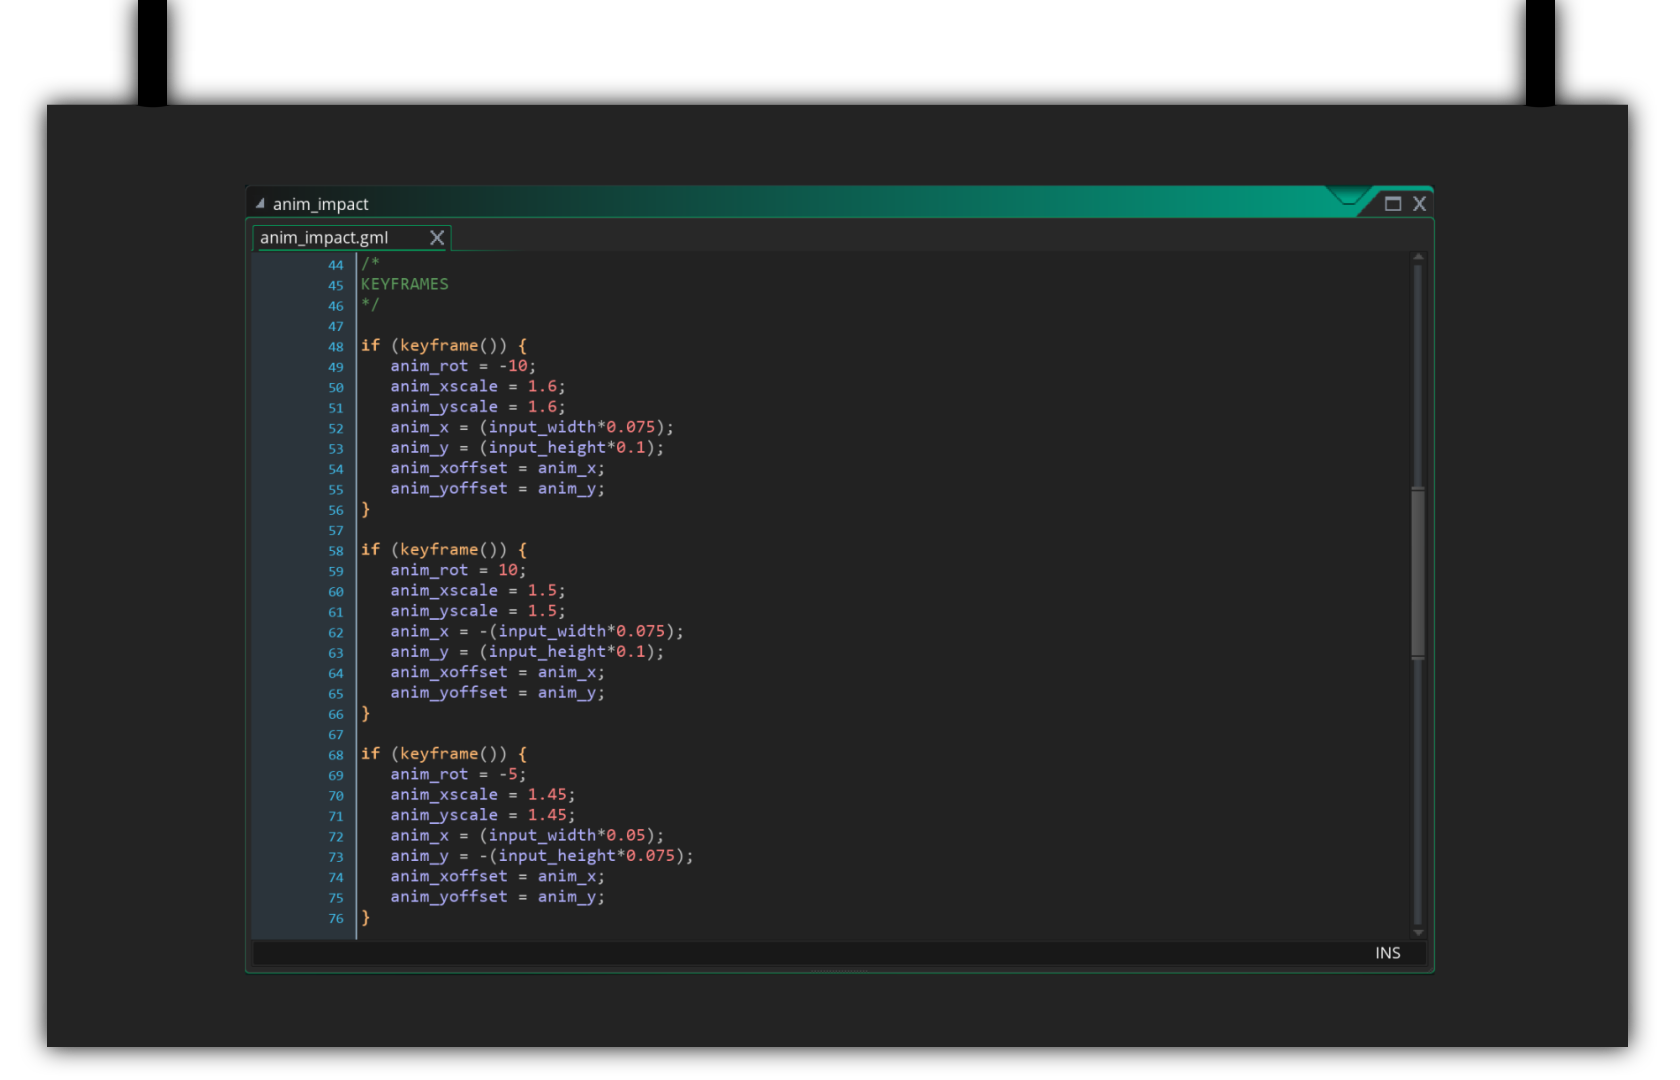 anim_impact
anim_impact.gml
44 /*
45 KEYFRAMES
46 */
47
48 if (keyframe()) {
49    anim_rot = -10;
50    anim_xscale = 1.6;
51    anim_yscale = 1.6;
52    anim_x = (input_width*0.075);
53    anim_y = (input_height*0.1);
54    anim_xoffset = anim_x;
55    anim_yoffset = anim_y;
56 }
57
58 if (keyframe()) {
59    anim_rot = 10;
60    anim_xscale = 1.5;
61    anim_yscale = 1.5;
62    anim_x = -(input_width*0.075);
63    anim_y = (input_height*0.1);
64    anim_xoffset = anim_x;
65    anim_yoffset = anim_y;
66 }
67
68 if (keyframe()) {
69    anim_rot = -5;
70    anim_xscale = 1.45;
71    anim_yscale = 1.45;
72    anim_x = (input_width*0.05);
73    anim_y = -(input_height*0.075);
74    anim_xoffset = anim_x;
75    anim_yoffset = anim_y;
76 }
INS